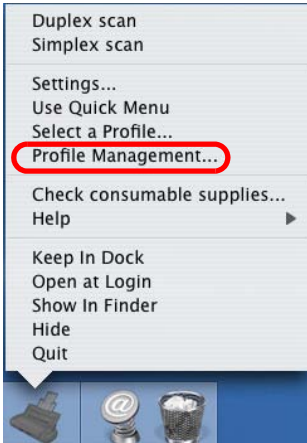 Duplex scan
Simplex scan
Settings...
Use Quick Menu
Select a Profile...
Profile Management...
Check consumable supplies...
Help
Keep In Dock
Open at Login
Show In Finder
Hide
Quit
@